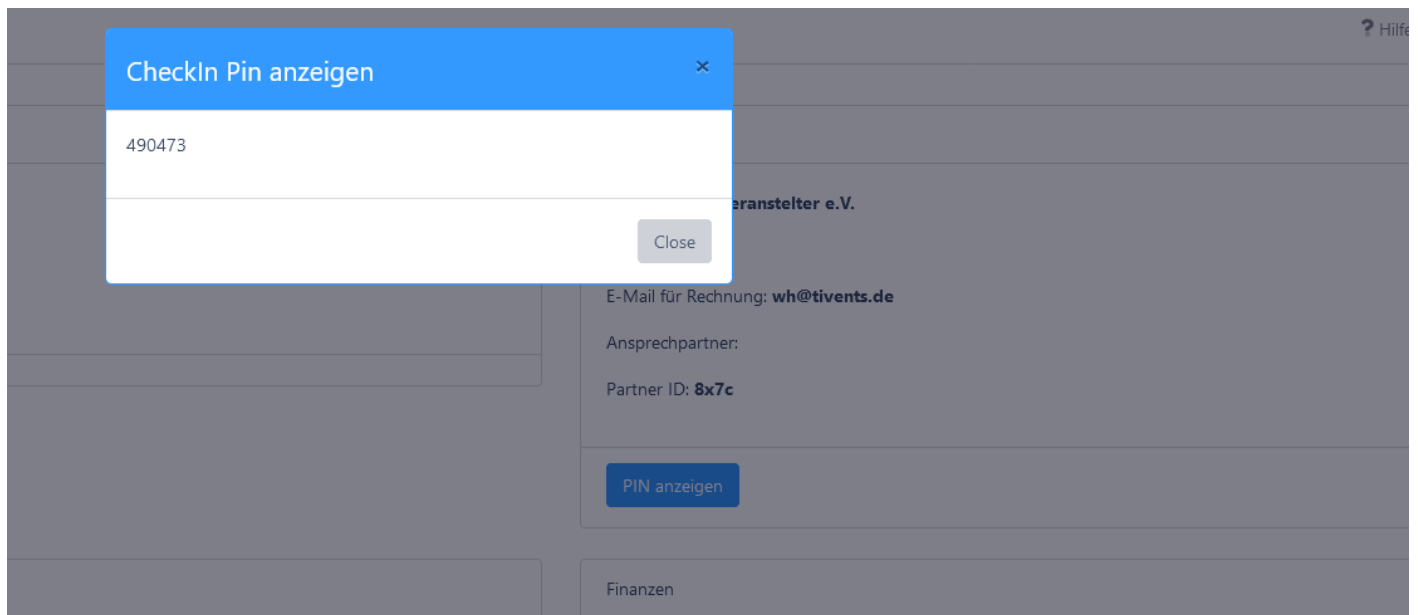 ? Hilfe
CheckIn Pin anzeigen ×
490473
eranstelter e.V.
Close
E-Mail für Rechnung: wh@tivents.de
Ansprechpartner:
Partner ID: 8x7c
PIN anzeigen
Finanzen